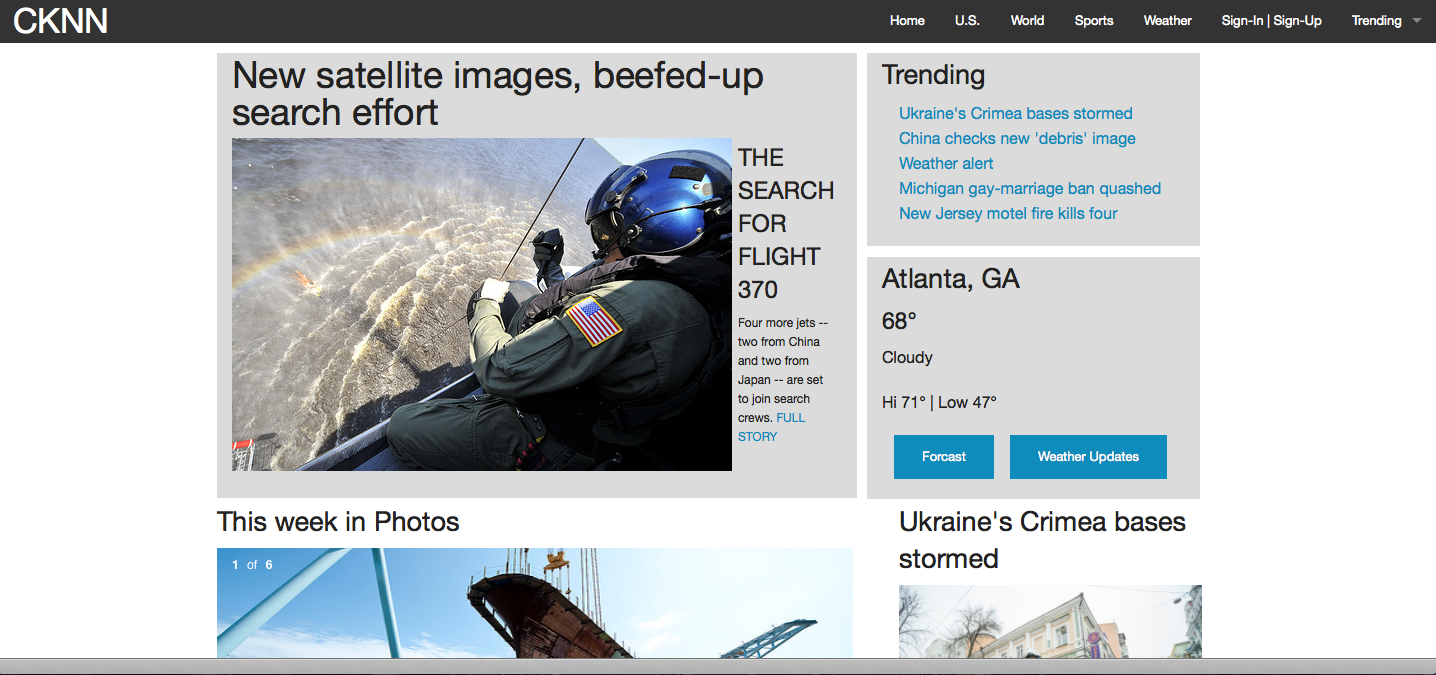 CKNN
Home U.S. World Sports Weather Sign-In | Sign-Up Trending
New satellite images, beefed-up
search effort
THE
SEARCH
FOR
FLIGHT
370
Four more jets --
two from China
and two from
Japan -- are set
to join search
crews. FULL
STORY
Trending
Ukraine's Crimea bases stormed
China checks new 'debris' image
Weather alert
Michigan gay-marriage ban quashed
New Jersey motel fire kills four
Atlanta, GA
68°
Cloudy
Hi 71° | Low 47°
Forcast
Weather Updates
This week in Photos
1 of 6
Ukraine's Crimea bases
stormed